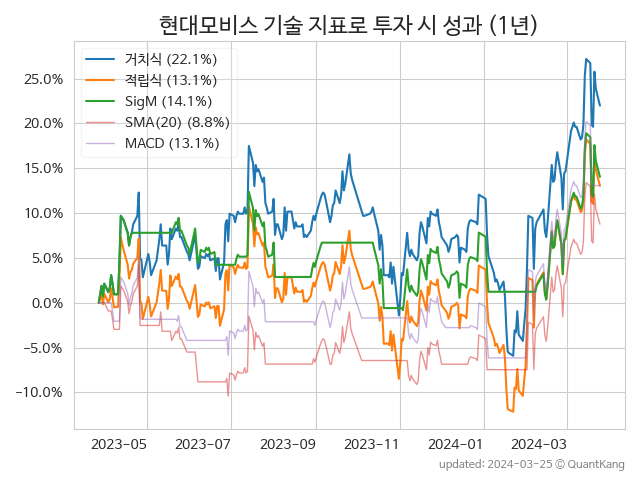 현대모비스 기술 지표로 투자 시 성과 (1년)
거치식 (22.1%)
적립식 (13.1%)
SigM (14.1%)
SMA(20) (8.8%)
MACD (13.1%)
25.0%
20.0%
15.0%
10.0%
5.0%
0.0%
−5.0%
−10.0%
2023-05 2023-07 2023-09 2023-11 2024-01 2024-03
updated: 2024-03-25 ⓒ QuantKang